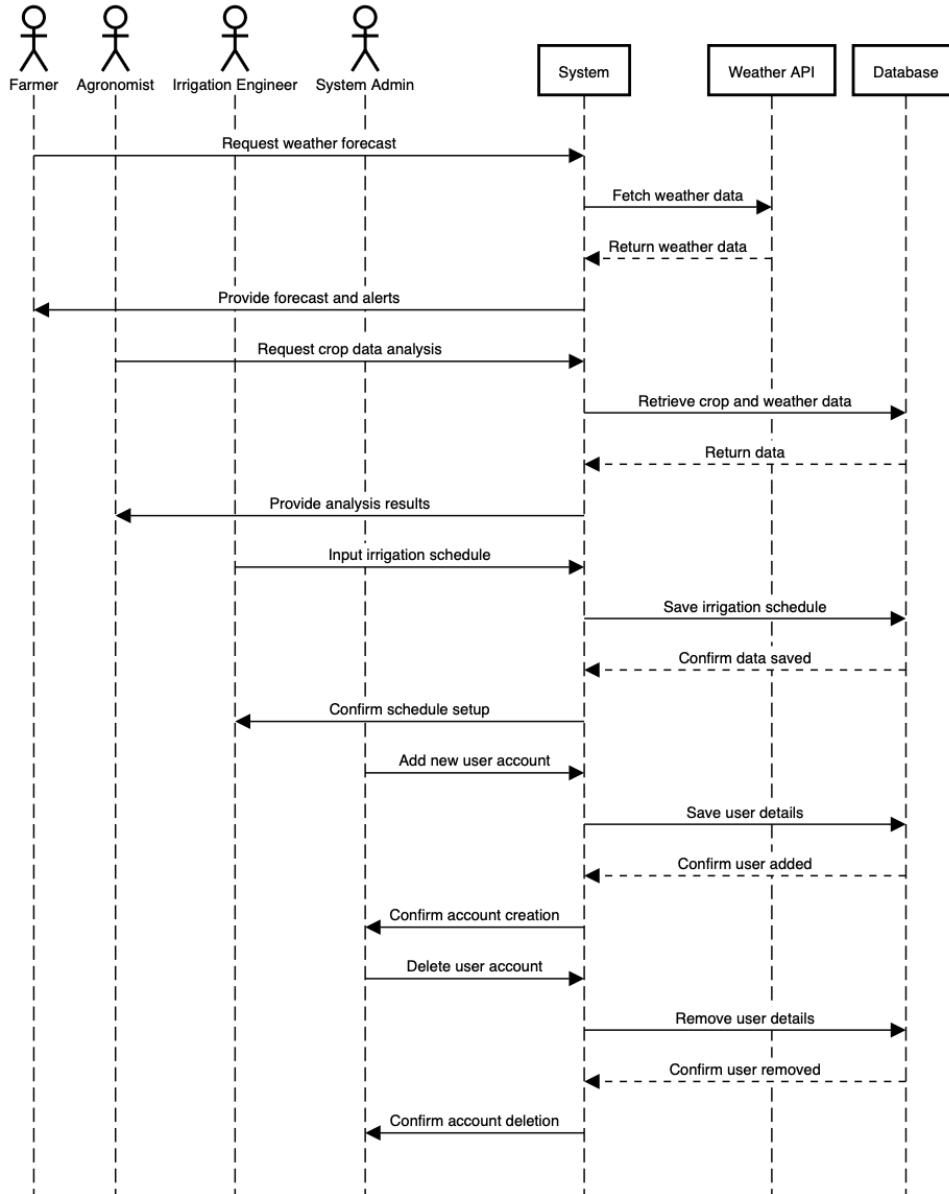 Farmer
Agronomist
Irrigation Engineer
System Admin
System
Weather API
Database
Request weather forecast
Fetch weather data
Return weather data
Provide forecast and alerts
Request crop data analysis
Retrieve crop and weather data
Return data
Provide analysis results
Input irrigation schedule
Save irrigation schedule
Confirm data saved
Confirm schedule setup
Add new user account
Save user details
Confirm user added
Confirm account creation
Delete user account
Remove user details
Confirm user removed
Confirm account deletion